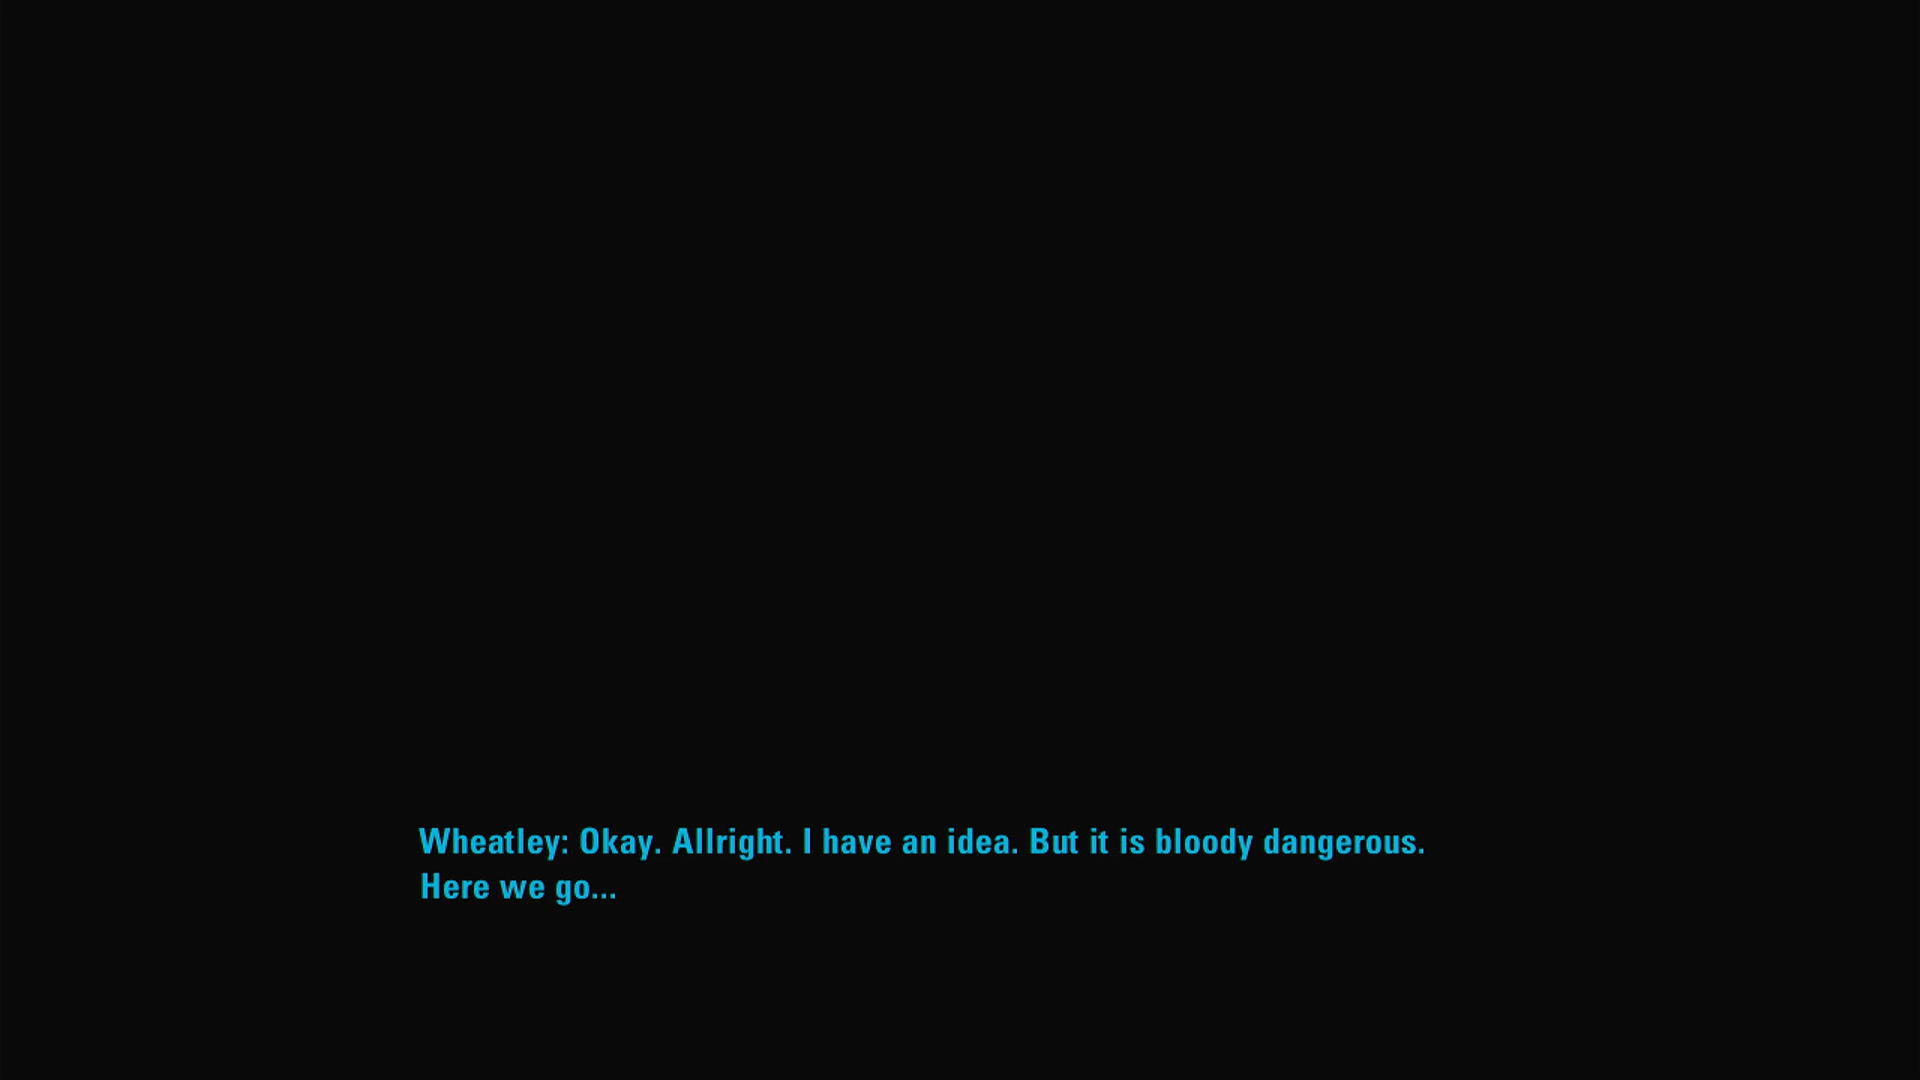 Wheatley: Okay. Allright. I have an idea. But it is bloody dangerous.
Here we go...